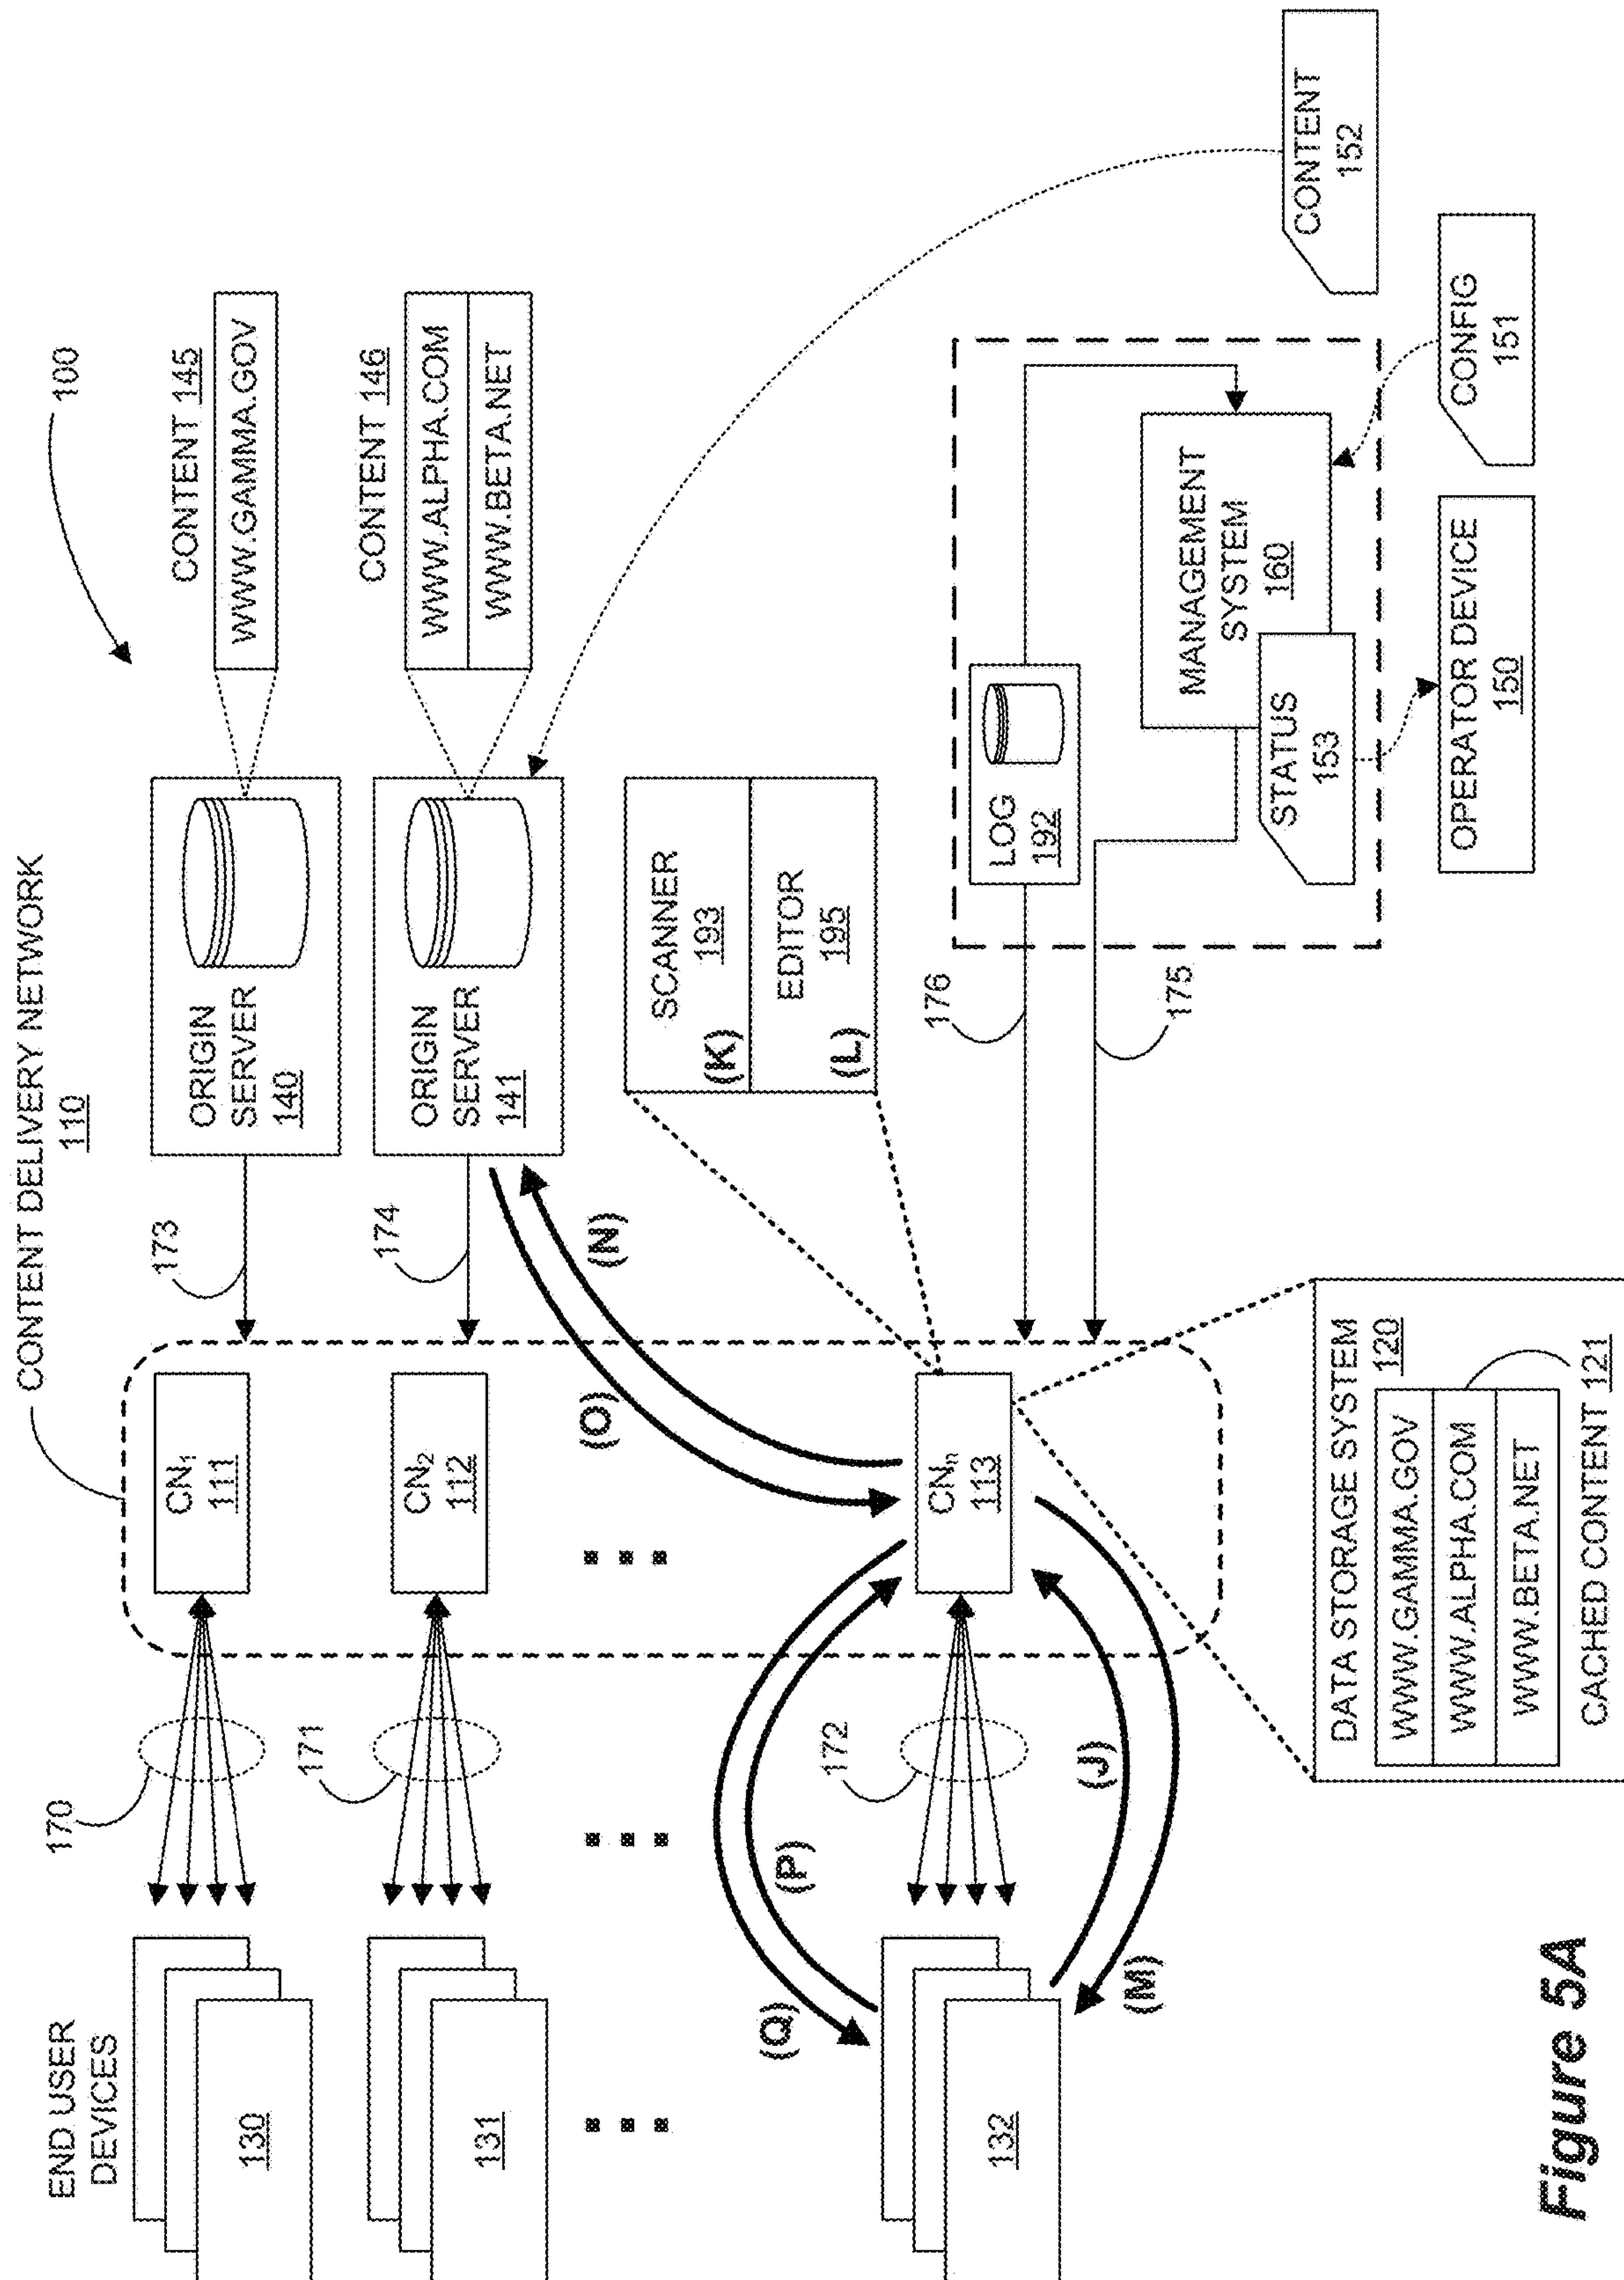 CONTENT DELIVERY NETWORK
110
100
END USER
DEVICES
130
170
CN1
111
173
ORIGIN
SERVER
140
CONTENT 145
WWW.GAMMA.GOV
131
171
CN2
112
174
ORIGIN
SERVER
141
CONTENT 146
WWW.ALPHA.COM
WWW.BETA.NET
(O)
(N)
SCANNER
193
(K)
EDITOR
195
(L)
(Q)
(P)
172
132
CNn
113
(J)
(M)
176
175
LOG
192
MANAGEMENT
SYSTEM
160
STATUS
153
CONTENT
152
CONFIG
151
OPERATOR DEVICE
150
DATA STORAGE SYSTEM
120
WWW.GAMMA.GOV
WWW.ALPHA.COM
WWW.BETA.NET
CACHED CONTENT 121
Figure 5A